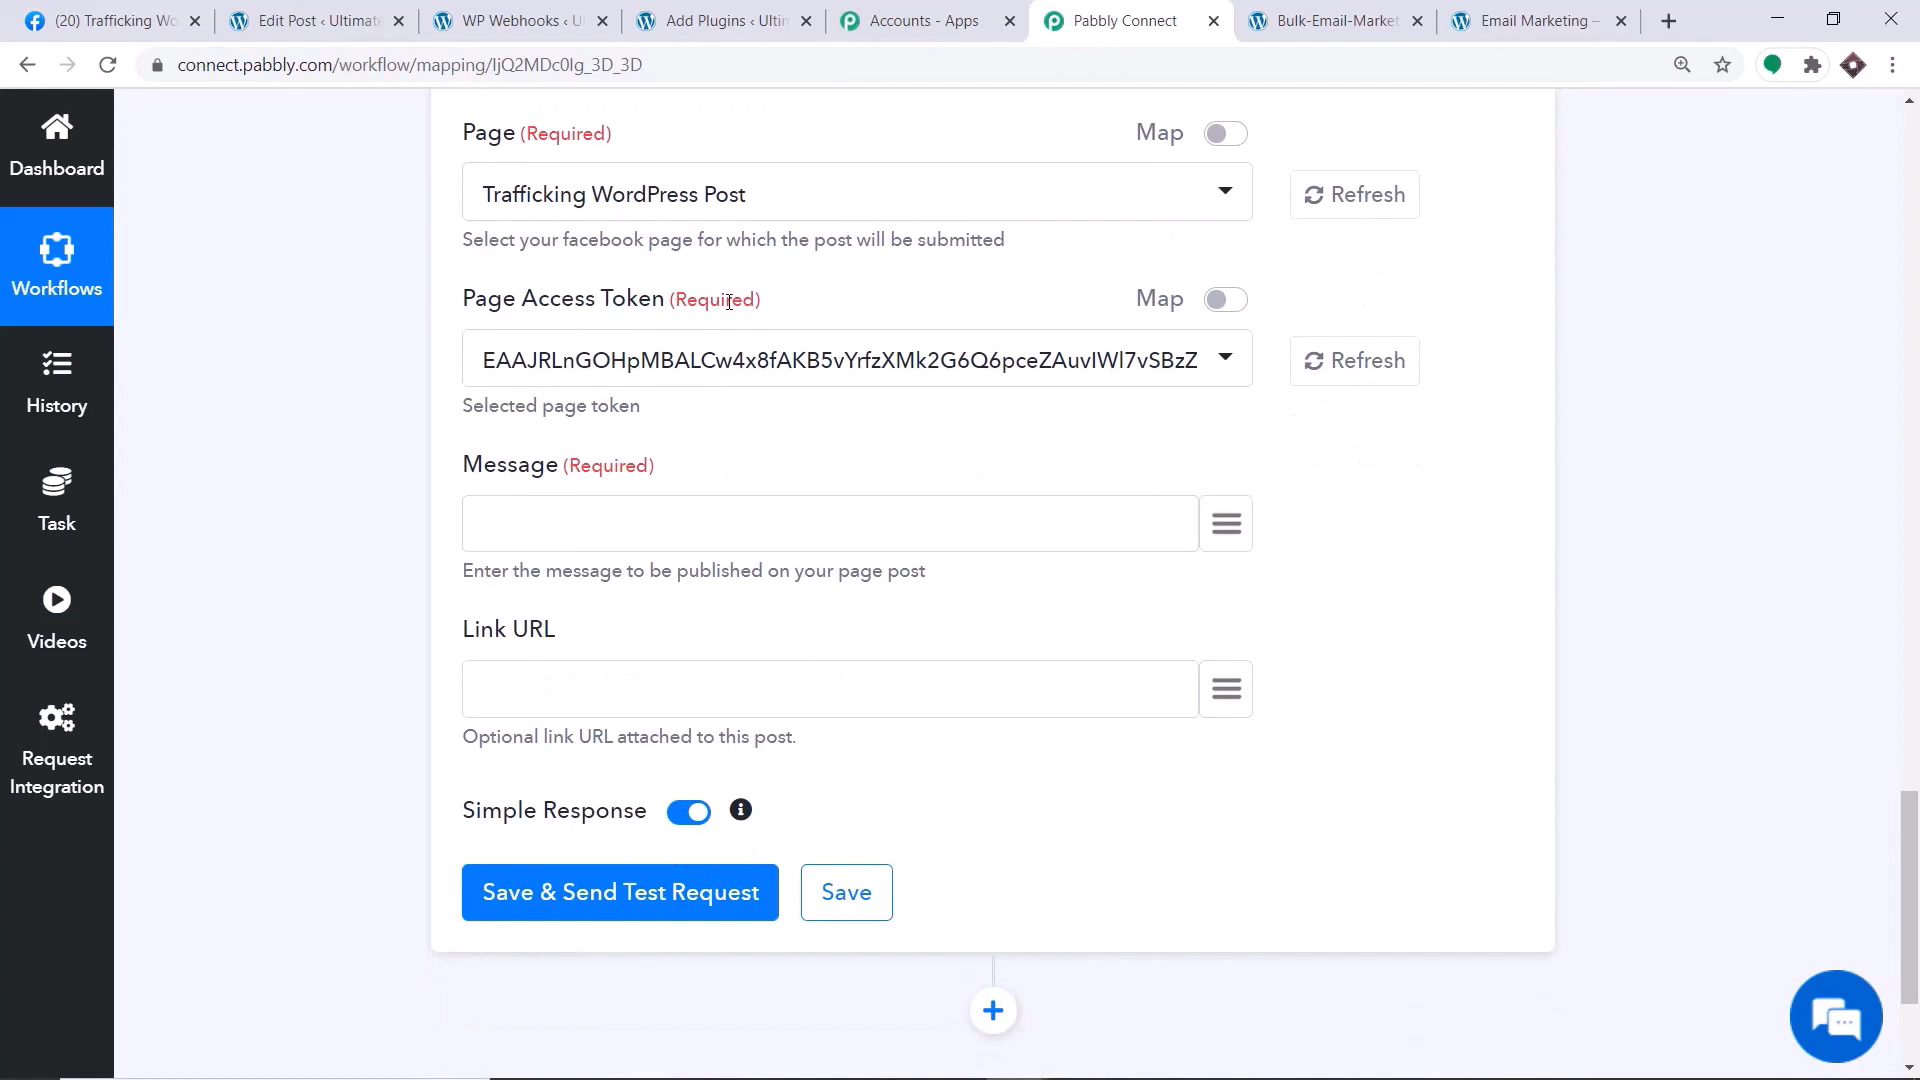 (20) Trafficking Wo
Edit Post ‹ Ultimate
WP Webhooks ‹ Ul
Add Plugins ‹ Ultim
Accounts - Apps
Pabbly Connect
Bulk-Email-Market
Email Marketing –
connect.pabbly.com/workflow/mapping/IjQ2MDc0Ig_3D_3D
Dashboard
Workflows
History
Task
Videos
Request
Integration
Page (Required)
Map
Trafficking WordPress Post
Refresh
Select your facebook page for which the post will be submitted
Page Access Token (Required)
Map
EAAJRLnGOHpMBALCw4x8fAKB5vYrfzXMk2G6Q6pceZAuvIWl7vSBzZ
Refresh
Selected page token
Message (Required)
Enter the message to be published on your page post
Link URL
Optional link URL attached to this post.
Simple Response
Save & Send Test Request
Save